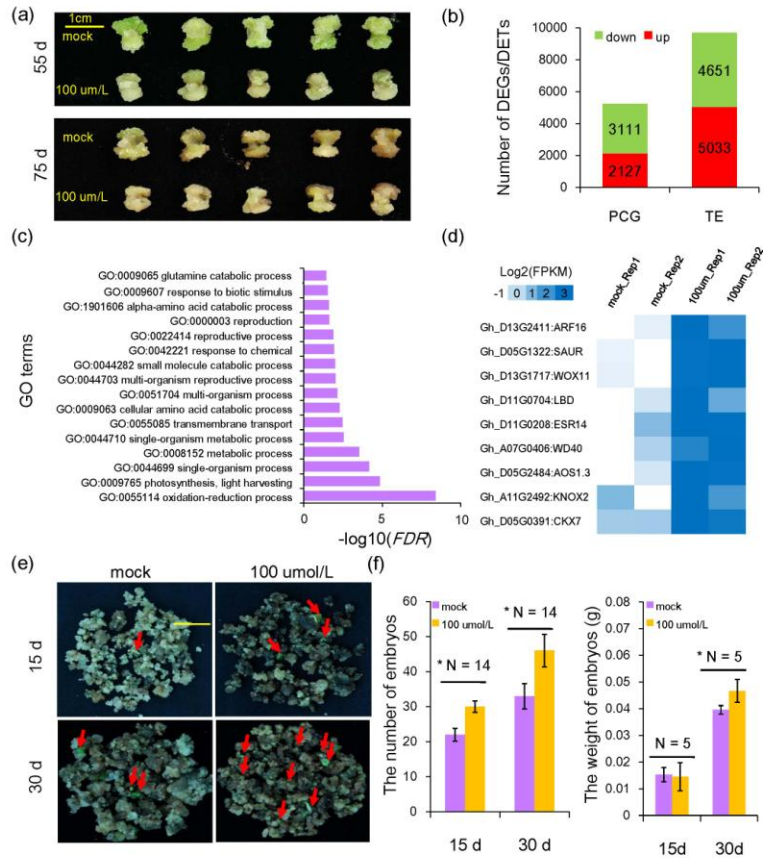 (a)
1cm
mock
55 d
100 um/L
mock
75 d
100 um/L
(b)
Number of DEGs/DETs
down up
10000
8000
6000
4000
2000
0
3111
2127
4651
5033
PCG TE
(c)
GO terms
GO:0009065 glutamine catabolic process
GO:0009607 response to biotic stimulus
GO:1901606 alpha-amino acid catabolic process
GO:0000003 reproduction
GO:0022414 reproductive process
GO:0042221 response to chemical
GO:0044282 small molecule catabolic process
GO:0044703 multi-organism reproductive process
GO:0051704 multi-organism process
GO:0009063 cellular amino acid catabolic process
GO:0055085 transmembrane transport
GO:0044710 single-organism metabolic process
GO:0008152 metabolic process
GO:0044699 single-organism process
GO:0009765 photosynthesis, light harvesting
GO:0055114 oxidation-reduction process
0 5 10
-log10(FDR)
(d)
Log2(FPKM)
-1 0 1 2 3
mock_Rep1
mock_Rep2
100um_Rep1
100um_Rep2
Gh_D13G2411:ARF16
Gh_D05G1322:SAUR
Gh_D13G1717:WOX11
Gh_D11G0704:LBD
Gh_D11G0208:ESR14
Gh_A07G0406:WD40
Gh_D05G2484:AOS1.3
Gh_A11G2492:KNOX2
Gh_D05G0391:CKX7
(e)
mock 100 umol/L
15 d
30 d
(f)
The number of embryos
60
50
40
30
20
10
0
mock
100 umol/L
* N = 14
* N = 14
15 d 30 d
The weight of embryos (g)
0.08
0.07
0.06
0.05
0.04
0.03
0.02
0.01
0.00
mock
100 umol/L
* N = 5
N = 5
15 d 30 d